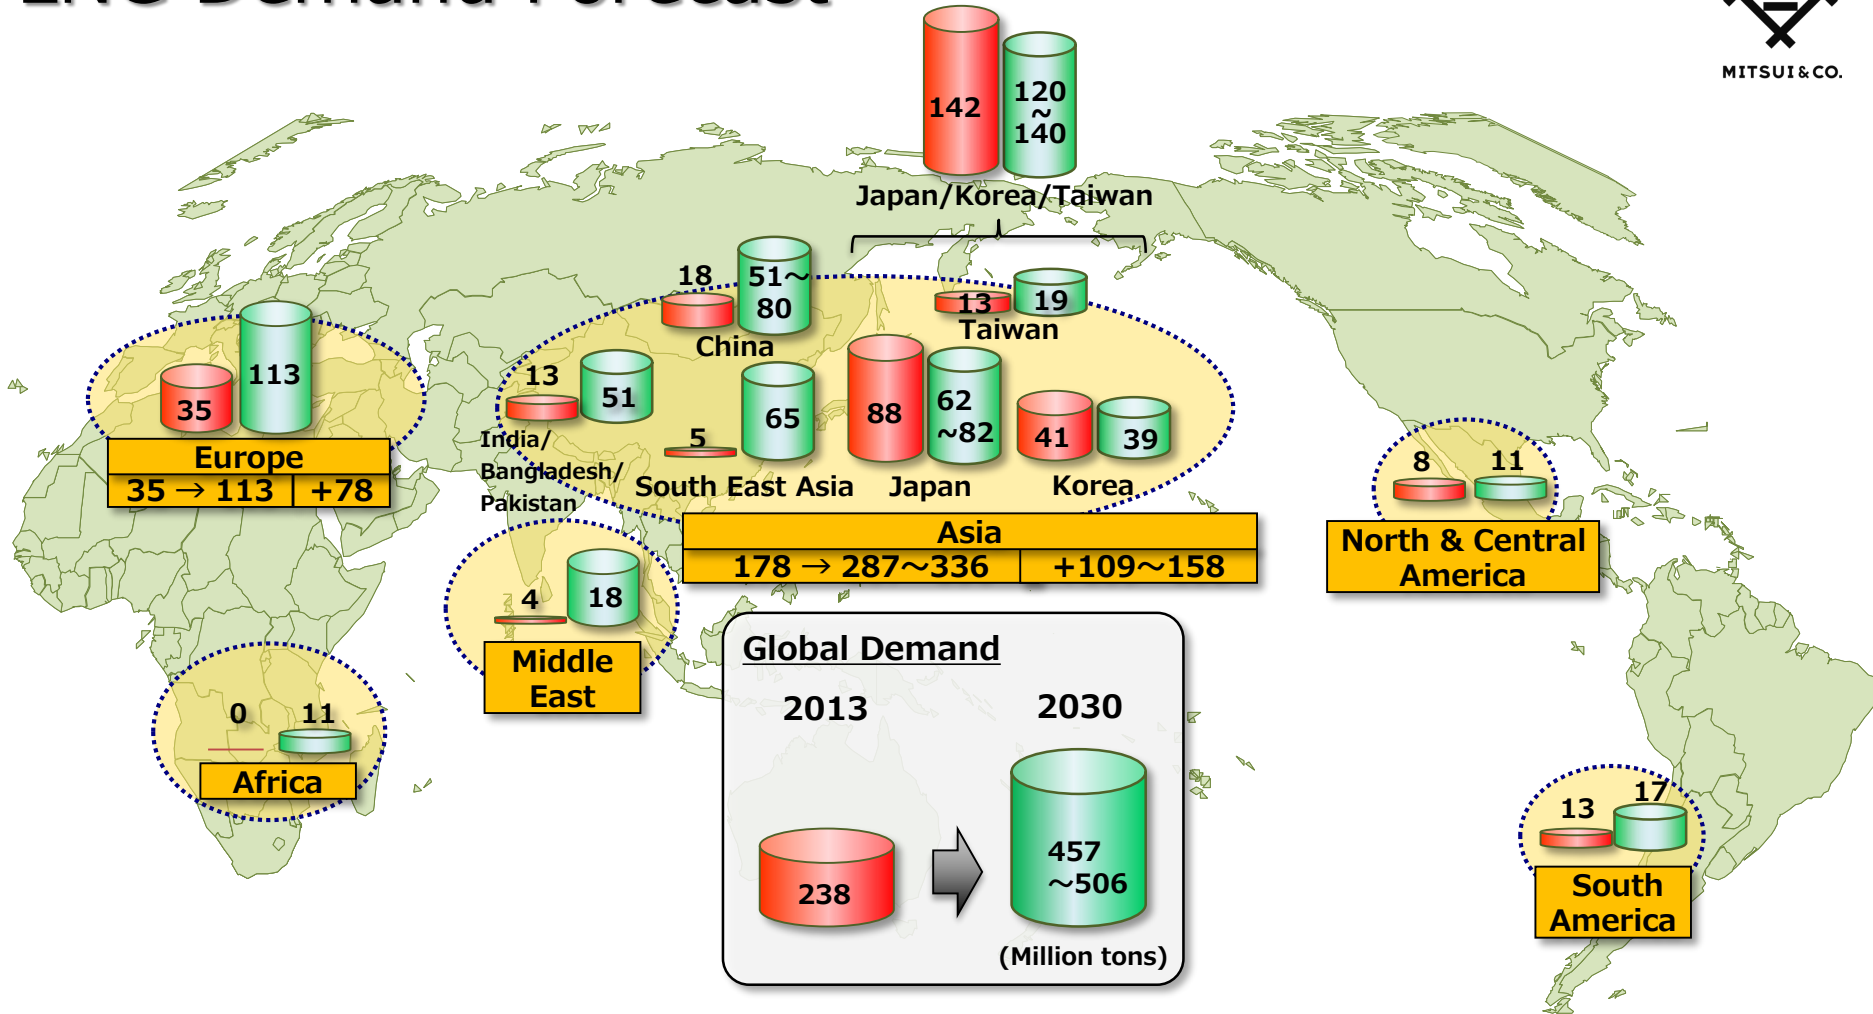 LNG Demand Forecast
MITSUI & CO.
142
120
~
140
Japan/Korea/Taiwan
18
51~
80
China
13
19
Taiwan
13
51
India/
Bangladesh/
Pakistan
5
65
South East Asia
88
62
~82
Japan
41
39
Korea
Asia
178 → 287~336
+109~158
35
113
Europe
35 → 113
+78
8
11
North & Central
America
4
18
Middle
East
0
11
Africa
13
17
South
America
Global Demand
2013
2030
238
457
~506
(Million tons)